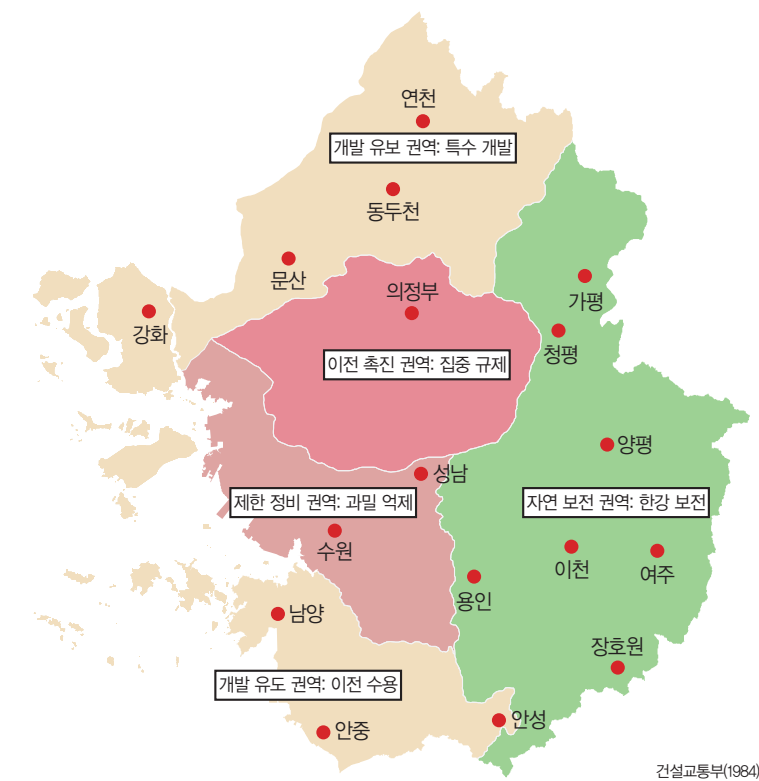 연천
개발 유보 권역: 특수 개발
동두천
문산
가평
의정부
강화
청평
이전 촉진 권역: 집중 규제
양평
성남
제한 정비 권역: 과밀 억제
자연 보전 권역: 한강 보전
수원
이천
여주
용인
남양
장호원
개발 유도 권역: 이전 수용
안성
안중
건설교통부(1984)